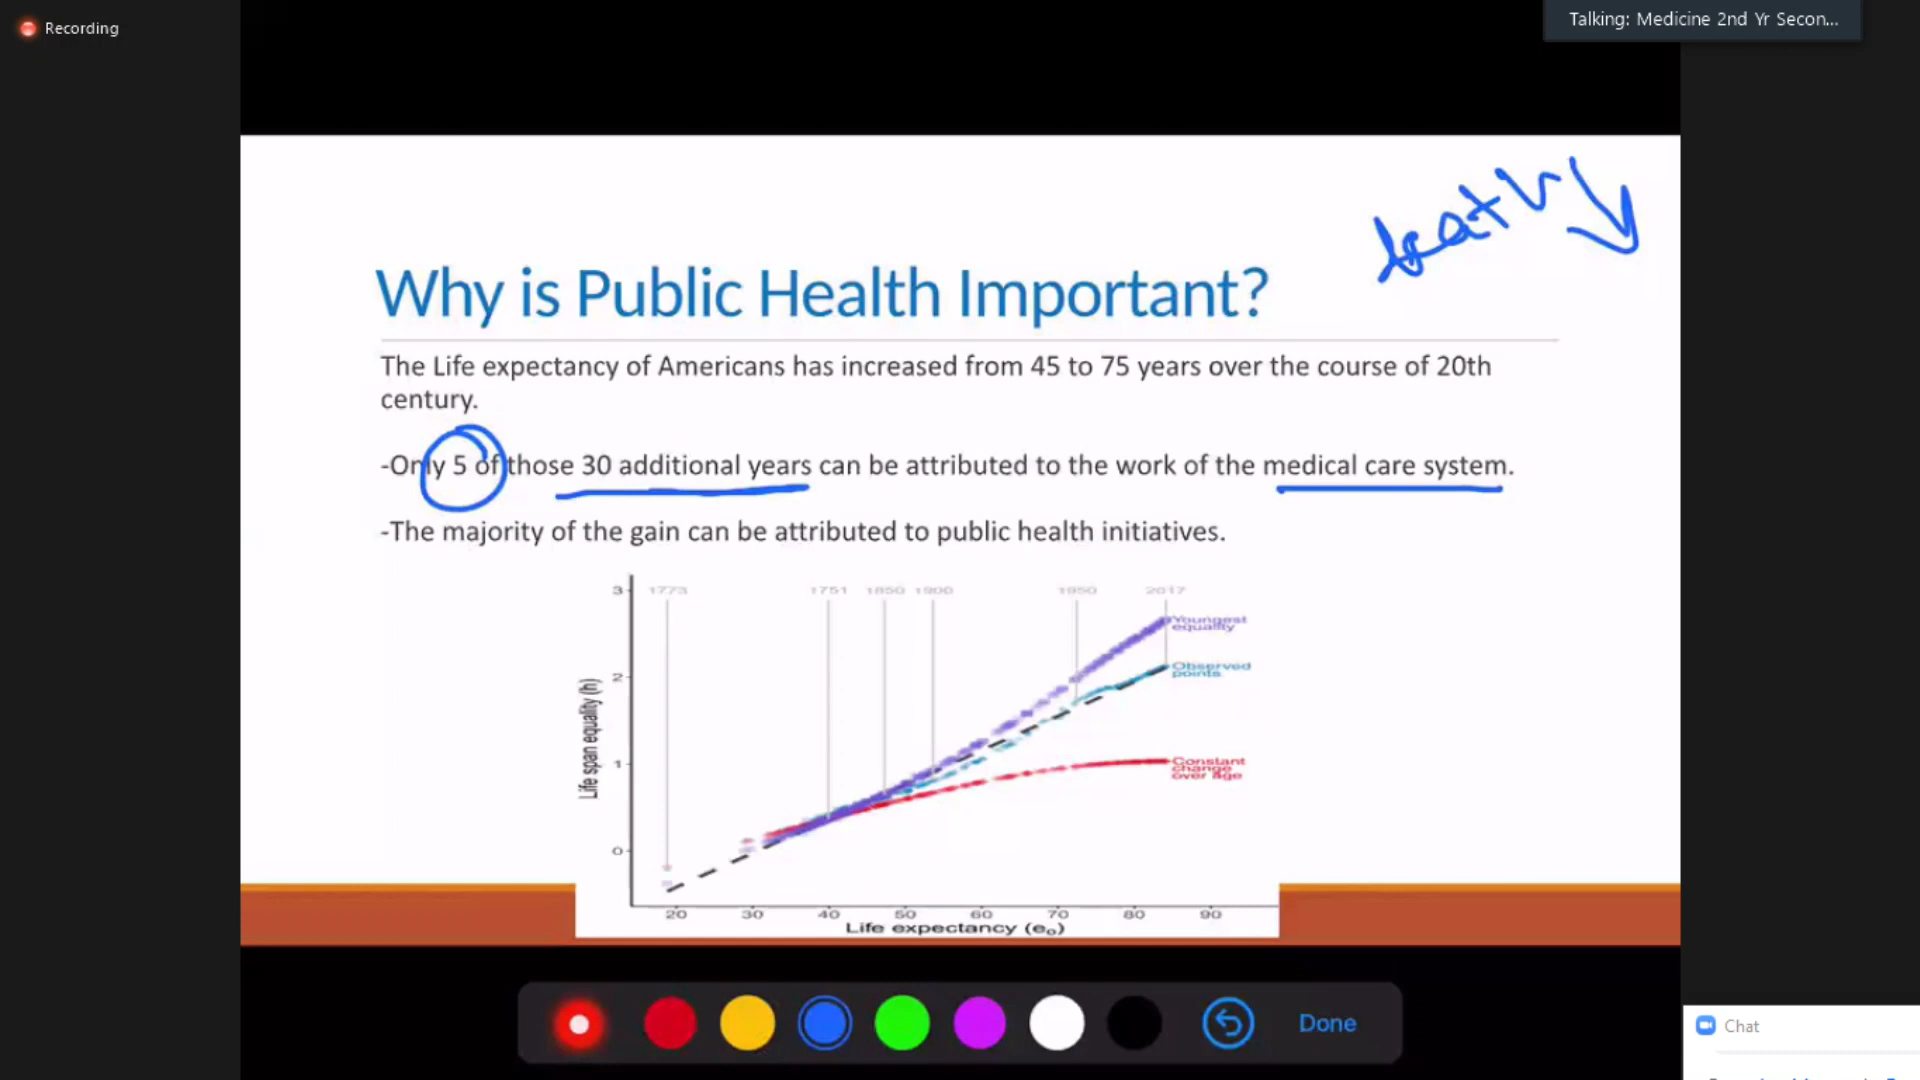 Recording
Talking: Medicine 2nd Yr Secon...
death
Why is Public Health Important?
The Life expectancy of Americans has increased from 45 to 75 years over the course of 20th
century.
-Only 5 of those 30 additional years can be attributed to the work of the medical care system.
-The majority of the gain can be attributed to public health initiatives.
3 1773 1751 1850 1900 1950 2017
Youngest
equality
Observed
points
2
Life span equality (h)
Constant
change
over age
1
0
20 30 40 50 60 70 80 90
Life expectancy (e₀)
Done
Chat